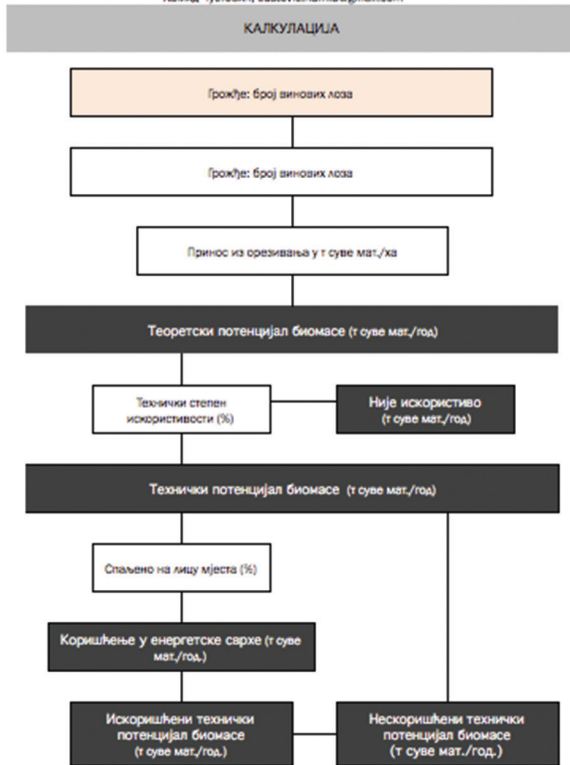 КАЛКУЛАЦИЈА
Грожђе: број винових лоза
Грожђе: број винових лоза
Принос из орезивања у т суве мат./ха
Теоретски потенцијал биомасе (т суве мат./год)
Технички степен
искористивости (%)
Није искористиво
(т суве мат./год)
Технички потенцијал биомасе (т суве мат./год)
Спаљено на лицу мјеста (%)
Коришћење у енергетске сврхе (т суве
мат./год.)
Искоришћени технички
потенцијал биомасе
(т суве мат./год.)
Нескоришћени технички
потенцијал биомасе
(т суве мат./год.)